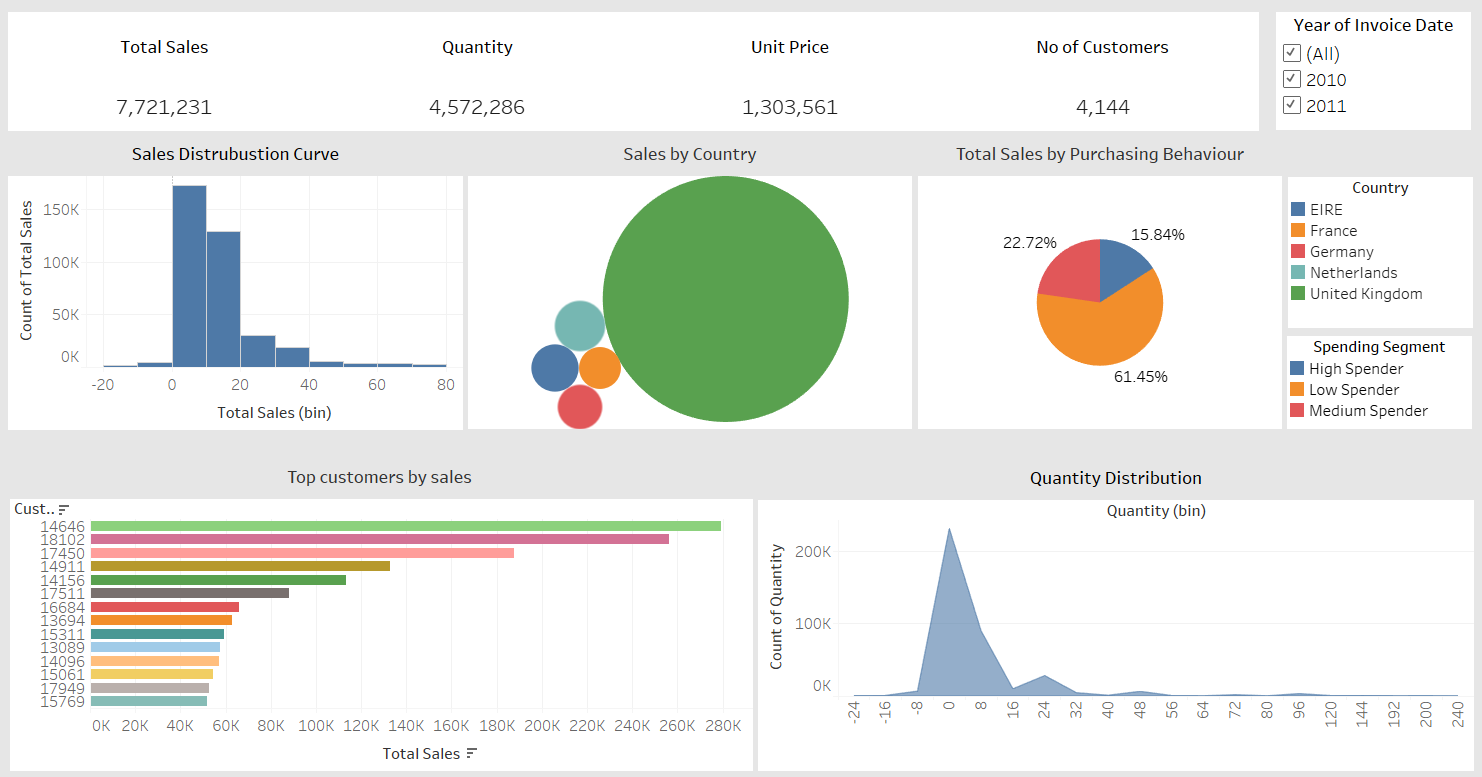 Total Sales
Quantity
Unit Price
No of Customers
7,721,231
4,572,286
1,303,561
4,144
Year of Invoice Date
(All)
2010
2011
Sales Distrubustion Curve
Count of Total Sales
150K
100K
50K
0K
-20
0
20
40
60
80
Total Sales (bin)
Sales by Country
Total Sales by Purchasing Behaviour
22.72%
15.84%
61.45%
Country
EIRE
France
Germany
Netherlands
United Kingdom
Spending Segment
High Spender
Low Spender
Medium Spender
Top customers by sales
Cust..
14646
18102
17450
14911
14156
17511
16684
13694
15311
13089
14096
15061
17949
15769
0K
20K
40K
60K
80K
100K
120K
140K
160K
180K
200K
220K
240K
260K
280K
Total Sales
Quantity Distribution
Quantity (bin)
Count of Quantity
200K
100K
0K
-24
-16
-8
0
8
16
24
32
40
48
56
64
72
80
96
120
144
192
200
240